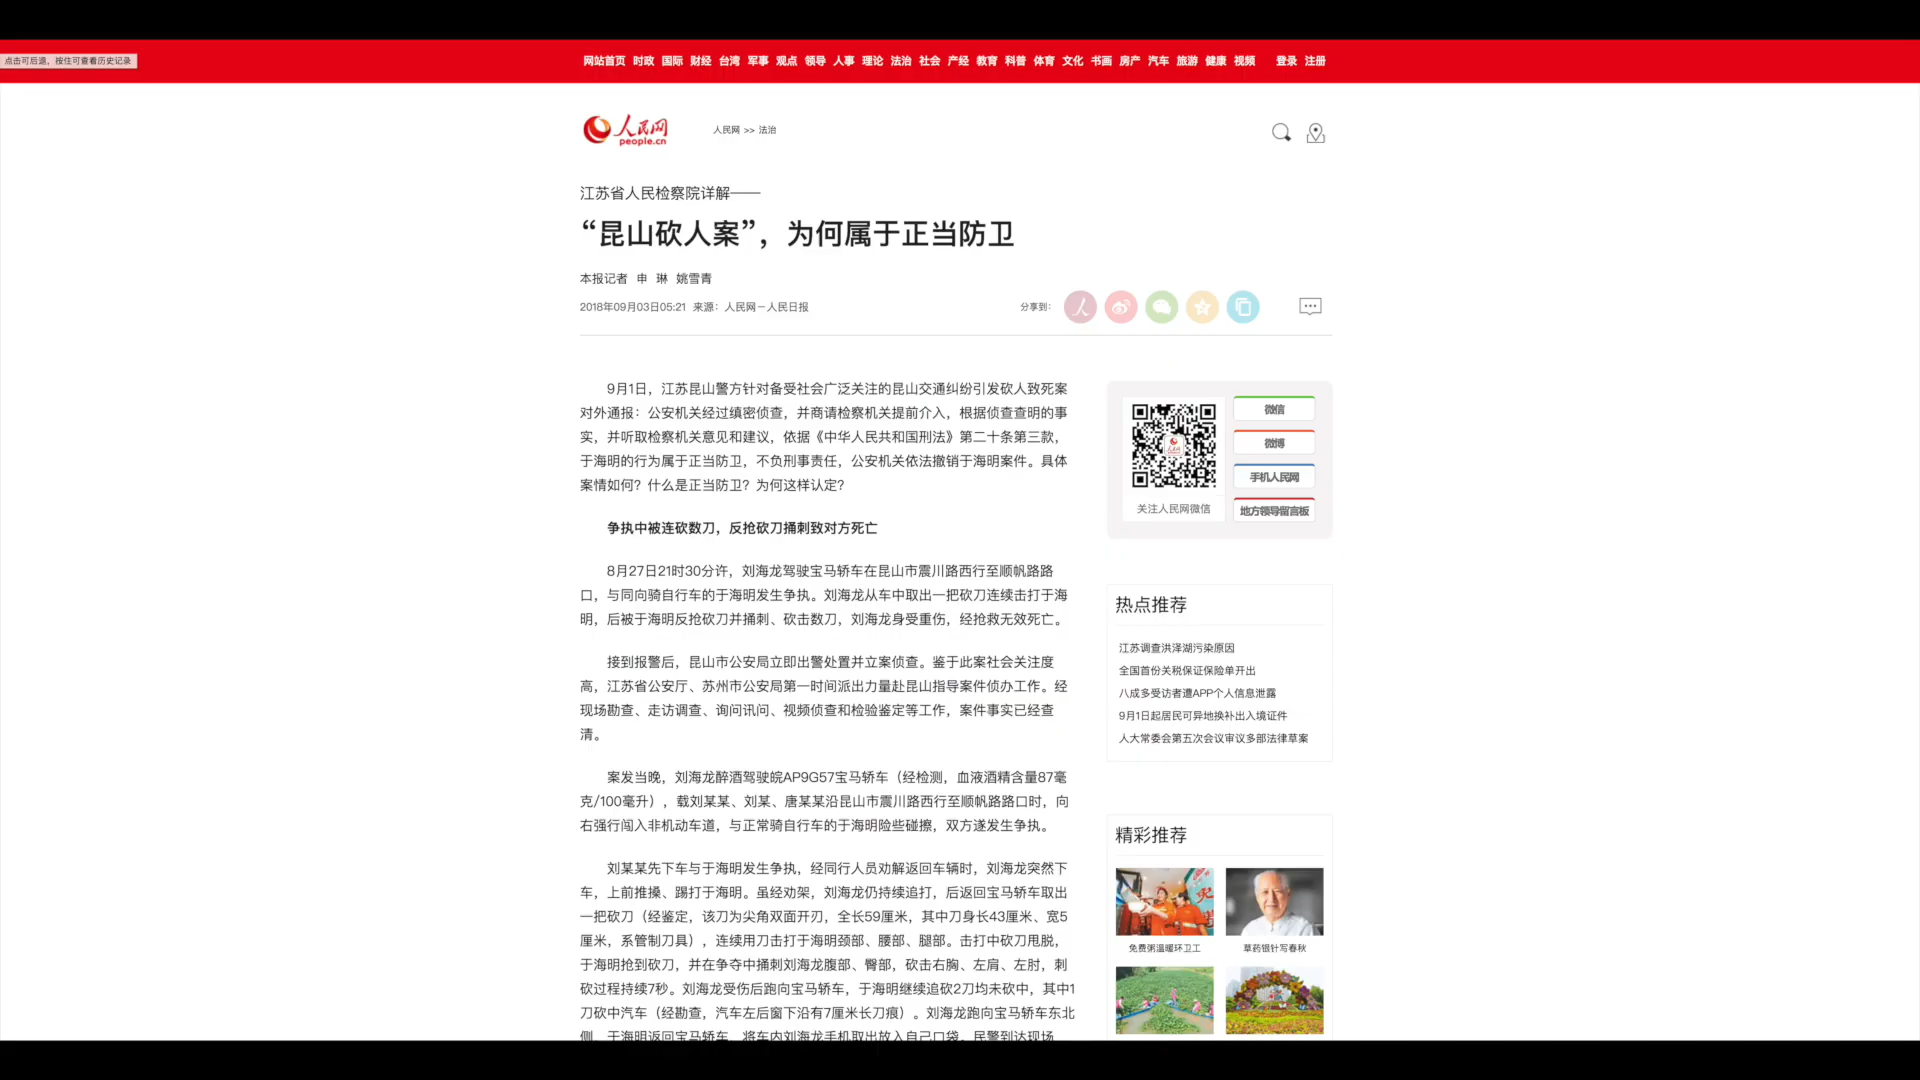 点击可后退，按住可查看历史记录
网站首页 时政 国际 财经 台湾 军事 观点 领导 人事 理论 法治 社会 产经 教育 科普 体育 文化 书画 房产 汽车 旅游 健康 视频 登录 注册
人民网
people.cn
人民网 >> 法治
江苏省人民检察院详解——
“昆山砍人案”，为何属于正当防卫
本报记者 申 琳 姚雪青
2018年09月03日05:21 来源：人民网－人民日报
分享到：
9月1日，江苏昆山警方针对备受社会广泛关注的昆山交通纠纷引发砍人致死案
对外通报：公安机关经过缜密侦查，并商请检察机关提前介入，根据侦查查明的事
实，并听取检察机关意见和建议，依据《中华人民共和国刑法》第二十条第三款，
于海明的行为属于正当防卫，不负刑事责任，公安机关依法撤销于海明案件。具体
案情如何？什么是正当防卫？为何这样认定？
争执中被连砍数刀，反抢砍刀捅刺致对方死亡
8月27日21时30分许，刘海龙驾驶宝马轿车在昆山市震川路西行至顺帆路路
口，与同向骑自行车的于海明发生争执。刘海龙从车中取出一把砍刀连续击打于海
明，后被于海明反抢砍刀并捅刺、砍击数刀，刘海龙身受重伤，经抢救无效死亡。
接到报警后，昆山市公安局立即出警处置并立案侦查。鉴于此案社会关注度
高，江苏省公安厅、苏州市公安局第一时间派出力量赴昆山指导案件侦办工作。经
现场勘查、走访调查、询问讯问、视频侦查和检验鉴定等工作，案件事实已经查
清。
案发当晚，刘海龙醉酒驾驶皖AP9G57宝马轿车（经检测，血液酒精含量87毫
克/100毫升），载刘某某、刘某、唐某某沿昆山市震川路西行至顺帆路路口时，向
右强行闯入非机动车道，与正常骑自行车的于海明险些碰擦，双方遂发生争执。
刘某某先下车与于海明发生争执，经同行人员劝解返回车辆时，刘海龙突然下
车，上前推搡、踢打于海明。虽经劝架，刘海龙仍持续追打，后返回宝马轿车取出
一把砍刀（经鉴定，该刀为尖角双面开刃，全长59厘米，其中刀身长43厘米、宽5
厘米，系管制刀具），连续用刀击打于海明颈部、腰部、腿部。击打中砍刀甩脱，
于海明抢到砍刀，并在争夺中捅刺刘海龙腹部、臀部，砍击右胸、左肩、左肘，刺
砍过程持续7秒。刘海龙受伤后跑向宝马轿车，于海明继续追砍2刀均未砍中，其中1
刀砍中汽车（经勘查，汽车左后窗下沿有7厘米长刀痕）。刘海龙跑向宝马轿车东北
侧，于海明返回宝马轿车，将车内刘海龙手机取出放入自己口袋。民警到达现场
关注人民网微信
微信
微博
手机人民网
地方领导留言板
热点推荐
江苏调查洪泽湖污染原因
全国首份关税保证保险单开出
八成多受访者遭APP个人信息泄露
9月1日起居民可异地换补出入境证件
人大常委会第五次会议审议多部法律草案
精彩推荐
免费粥温暖环卫工
草药银针写春秋